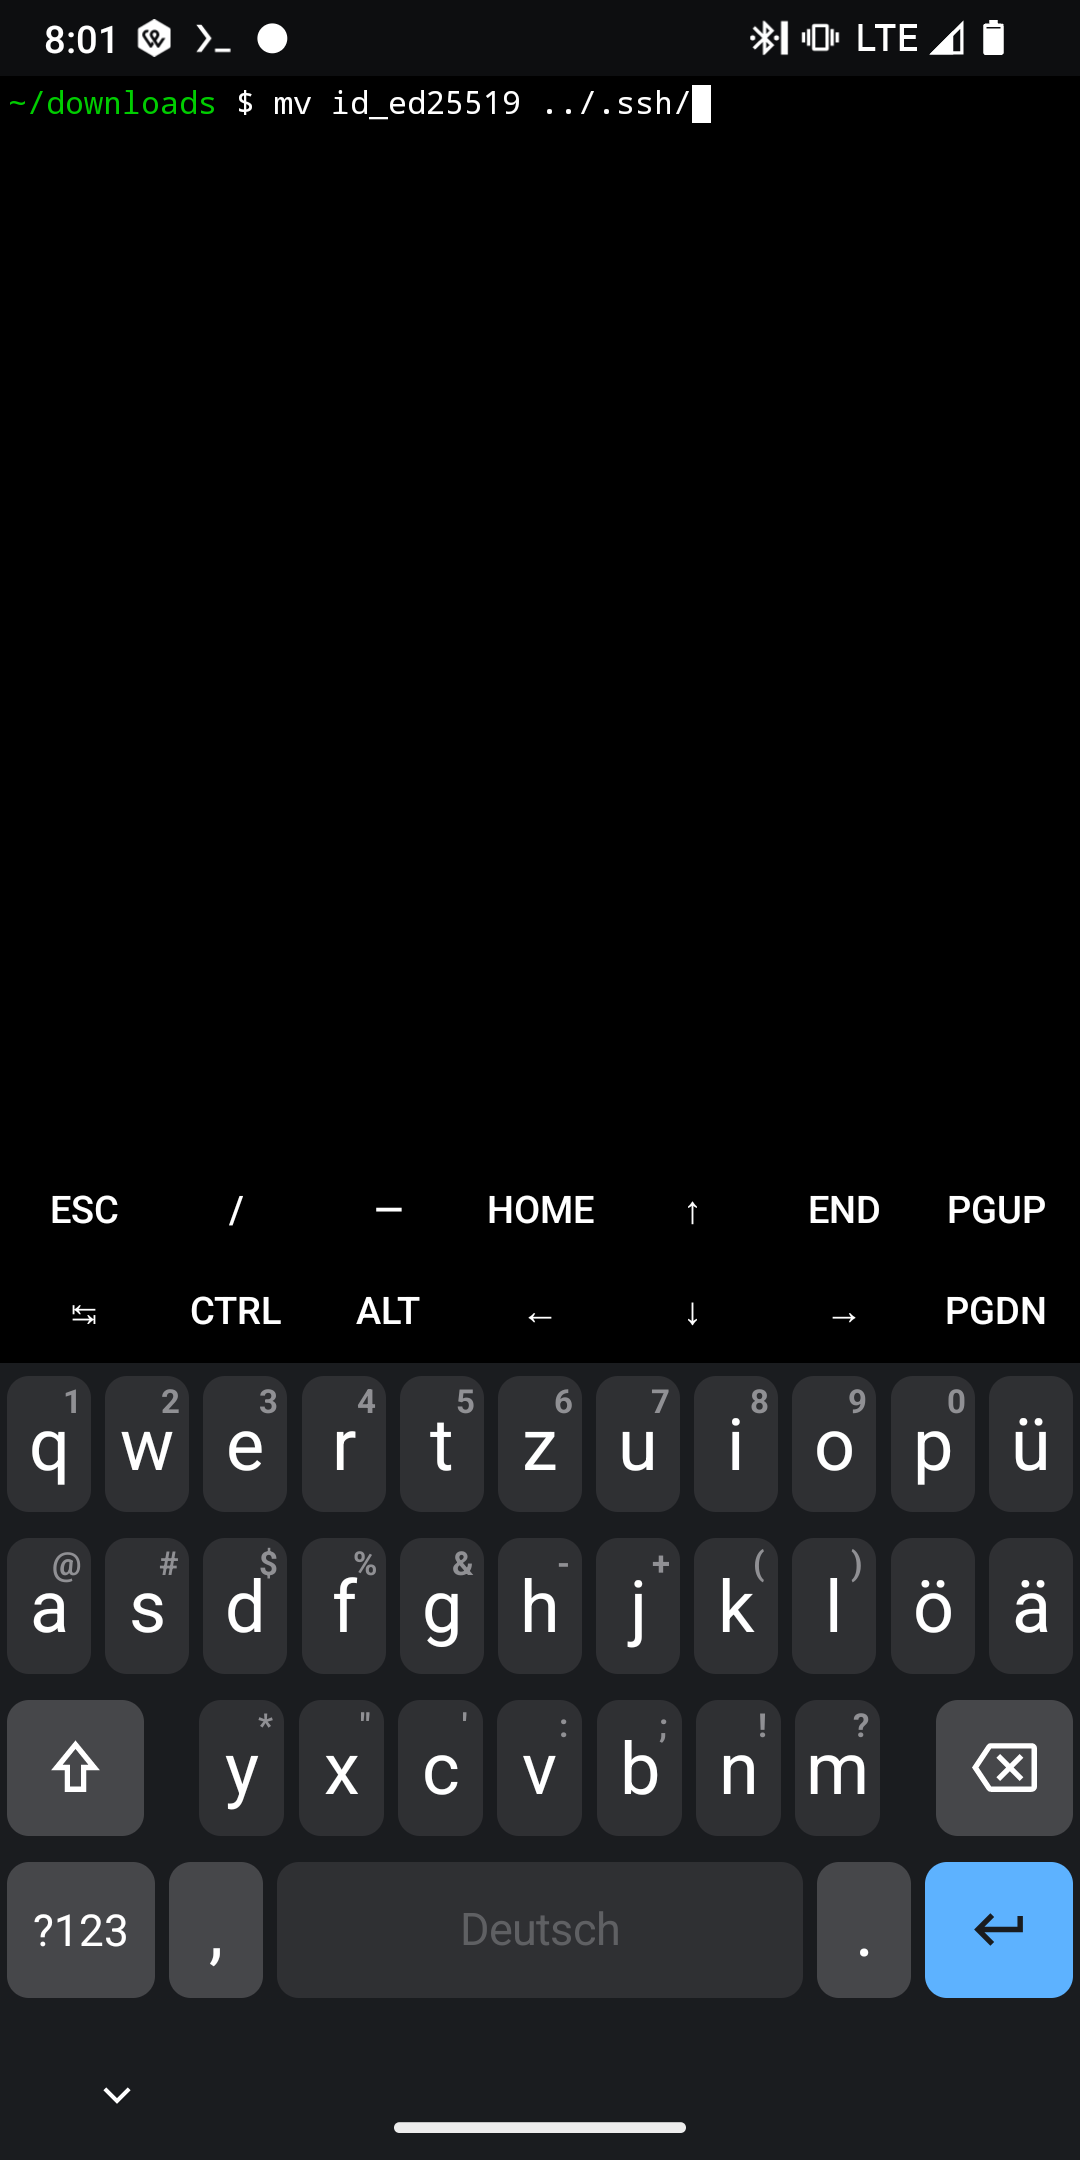 8:01 LTE
~/downloads $ mv id_ed25519 ../.ssh/
ESC / — HOME ↑ END PGUP
↹ CTRL ALT ← ↓ → PGDN
1 2 3 4 5 6 7 8 9 0
q w e r t z u i o p ü
@ # $ % & - + ( )
a s d f g h j k l ö ä
* " ' : ; ! ?
y x c v b n m
?123 , Deutsch .